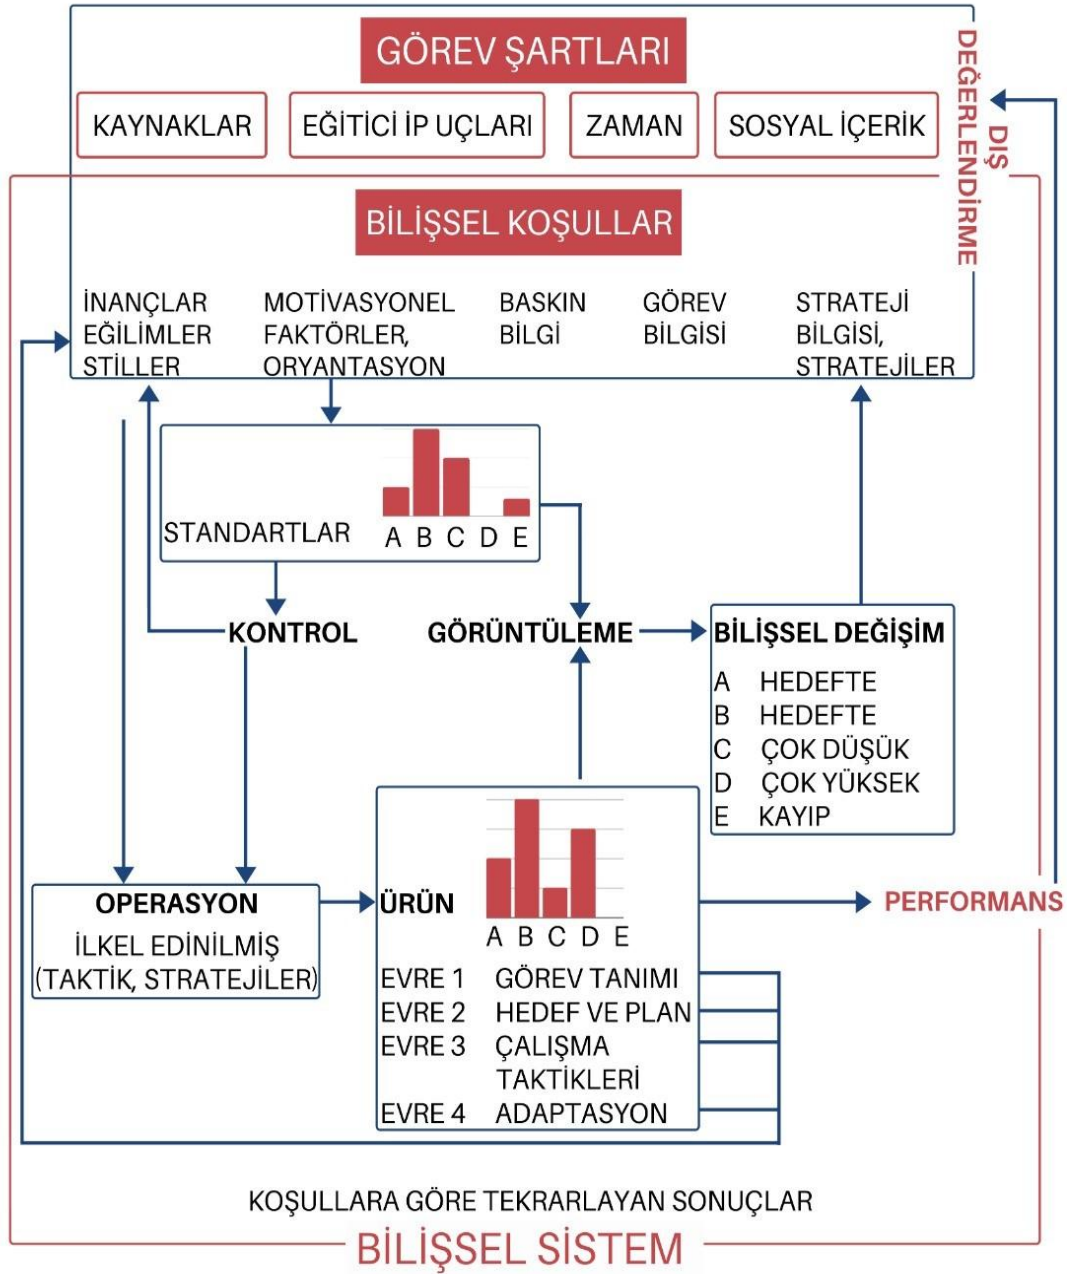 GÖREV ŞARTLARI
DIŞ
DEĞERLENDİRME
KAYNAKLAR
EĞİTİCİ İP UÇLARI
ZAMAN
SOSYAL İÇERİK
BİLİŞSEL KOŞULLAR
İNANÇLAR
EĞİLİMLER
STİLLER
MOTİVASYONEL
FAKTÖRLER,
ORYANTASYON
BASKIN
BİLGİ
GÖREV
BİLGİSİ
STRATEJİ
BİLGİSİ,
STRATEJİLER
STANDARTLAR
A B C D E
KONTROL
GÖRÜNTÜLEME
BİLİŞSEL DEĞİŞİM
A HEDEFTE
B HEDEFTE
C ÇOK DÜŞÜK
D ÇOK YÜKSEK
E KAYIP
OPERASYON
İLKEL EDİNİLMİŞ
(TAKTİK, STRATEJİLER)
ÜRÜN
A B C D E
EVRE 1 GÖREV TANIMI
EVRE 2 HEDEF VE PLAN
EVRE 3 ÇALIŞMA
TAKTİKLERİ
EVRE 4 ADAPTASYON
PERFORMANS
KOŞULLARA GÖRE TEKRARLAYAN SONUÇLAR
BİLİŞSEL SİSTEM